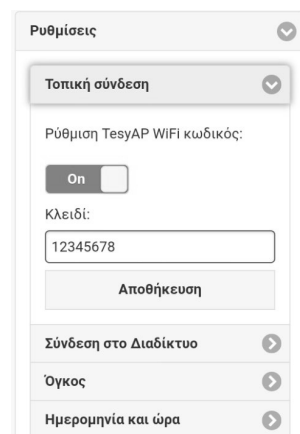 Ρυθμίσεις
Τοπική σύνδεση
Ρύθμιση TesyAP WiFi κωδικός:
On
Κλειδί:
12345678
Αποθήκευση
Σύνδεση στο Διαδίκτυο
Όγκος
Ημερομηνία και ώρα